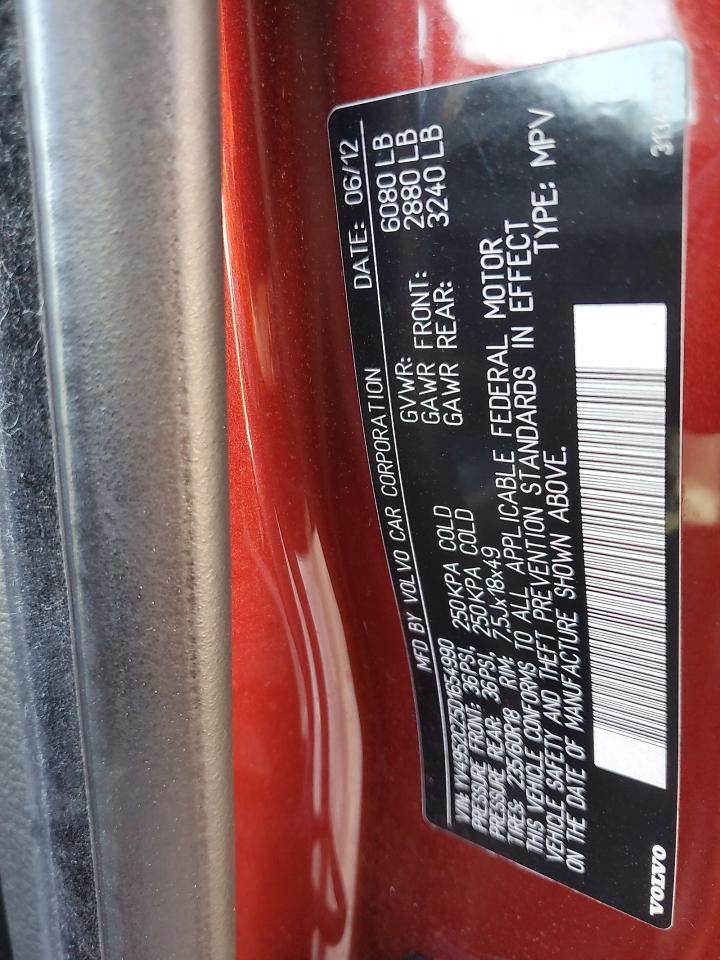 MFD BY VOLVO CAR CORPORATION DATE: 06/12
VIN: YV4952CZ5D1654990 GVWR: 6080 LB
PRESSURE FRONT: 36PSI, 250KPA COLD GAWR FRONT: 2880 LB
PRESSURE REAR: 36PSI, 250KPA COLD GAWR REAR: 3240 LB
TIRES: 235/60R18 RIM: 7.5Jx18x49
THIS VEHICLE CONFORMS TO ALL APPLICABLE FEDERAL MOTOR
VEHICLE SAFETY AND THEFT PREVENTION STANDARDS IN EFFECT
ON THE DATE OF MANUFACTURE SHOWN ABOVE. TYPE: MPV
VOLVO